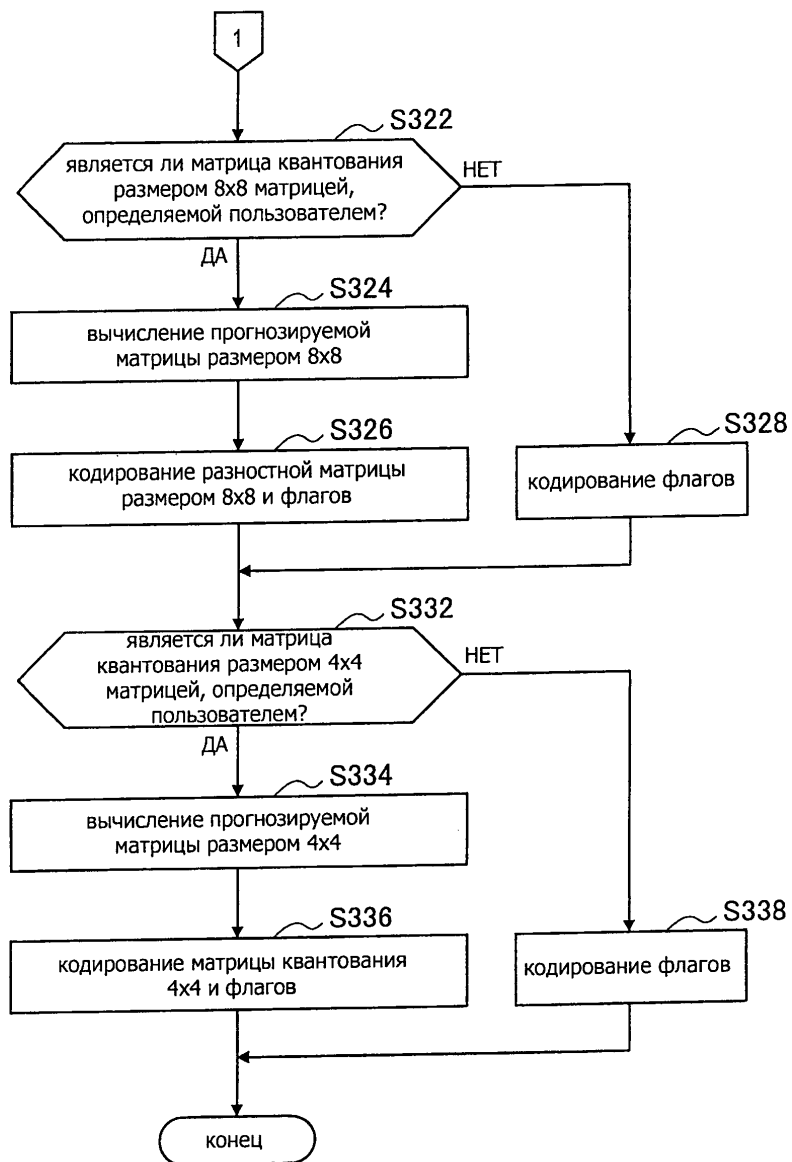 1
S322
является ли матрица квантования
размером 8x8 матрицей,
определяемой пользователем?
НЕТ
ДА
S324
вычисление прогнозируемой
матрицы размером 8x8
S326
кодирование разностной матрицы
размером 8x8 и флагов
S328
кодирование флагов
S332
является ли матрица
квантования размером 4x4
матрицей, определяемой
пользователем?
НЕТ
ДА
S334
вычисление прогнозируемой
матрицы размером 4x4
S336
кодирование матрицы квантования
4x4 и флагов
S338
кодирование флагов
конец